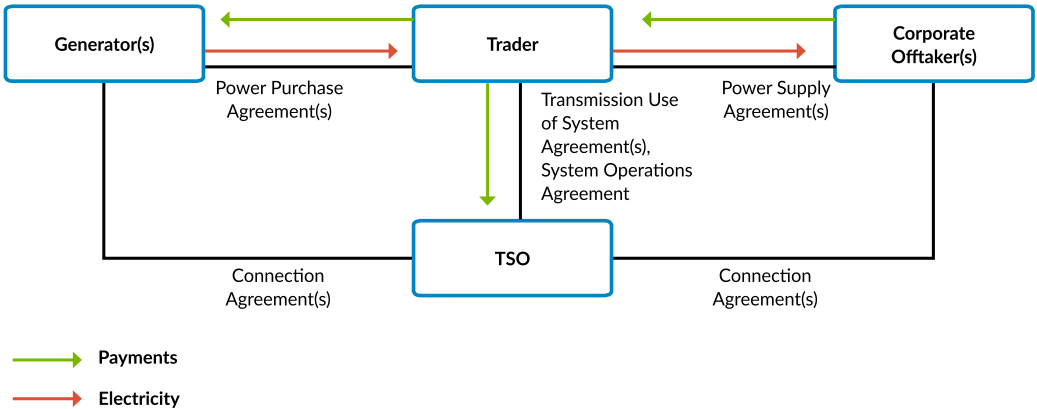 Generator(s)
Trader
Corporate
Offtaker(s)
Power Purchase
Agreement(s)
Transmission Use
of System
Agreement(s),
System Operations
Agreement
Power Supply
Agreement(s)
TSO
Connection
Agreement(s)
Connection
Agreement(s)
Payments
Electricity